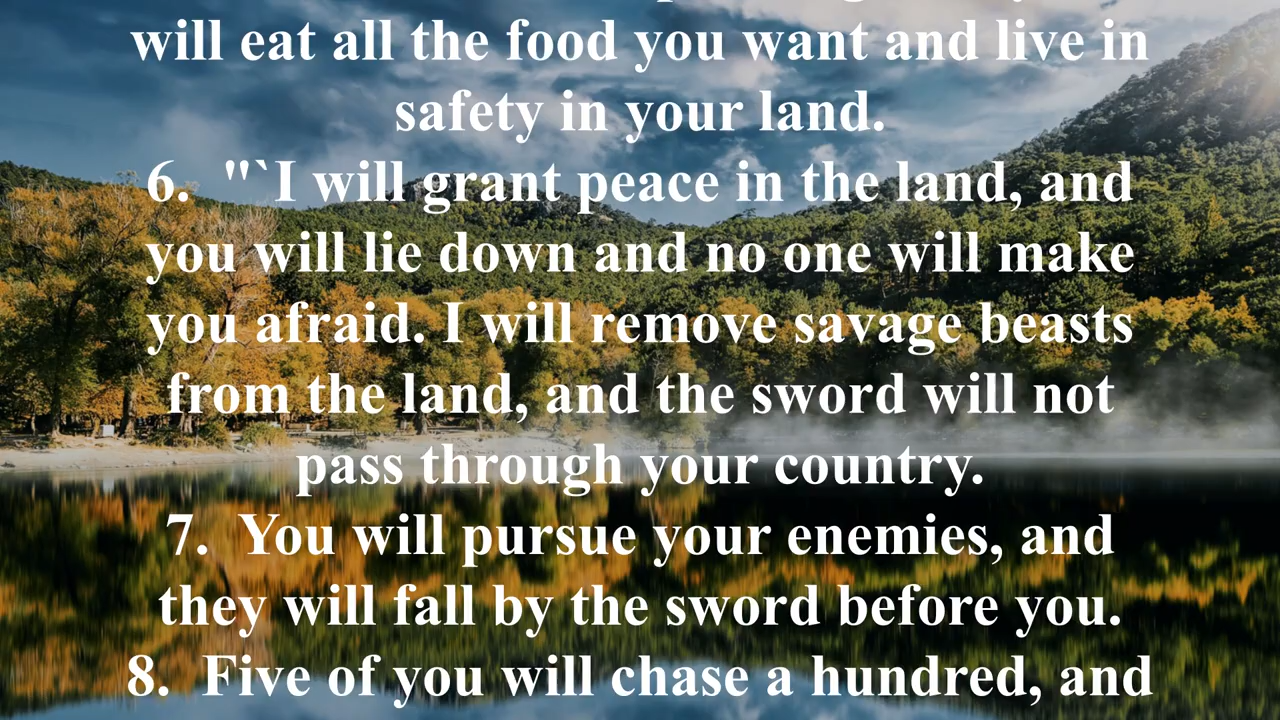 will eat all the food you want and live in
safety in your land.
6. "`I will grant peace in the land, and
you will lie down and no one will make
you afraid. I will remove savage beasts
from the land, and the sword will not
pass through your country.
7. You will pursue your enemies, and
they will fall by the sword before you.
8. Five of you will chase a hundred, and